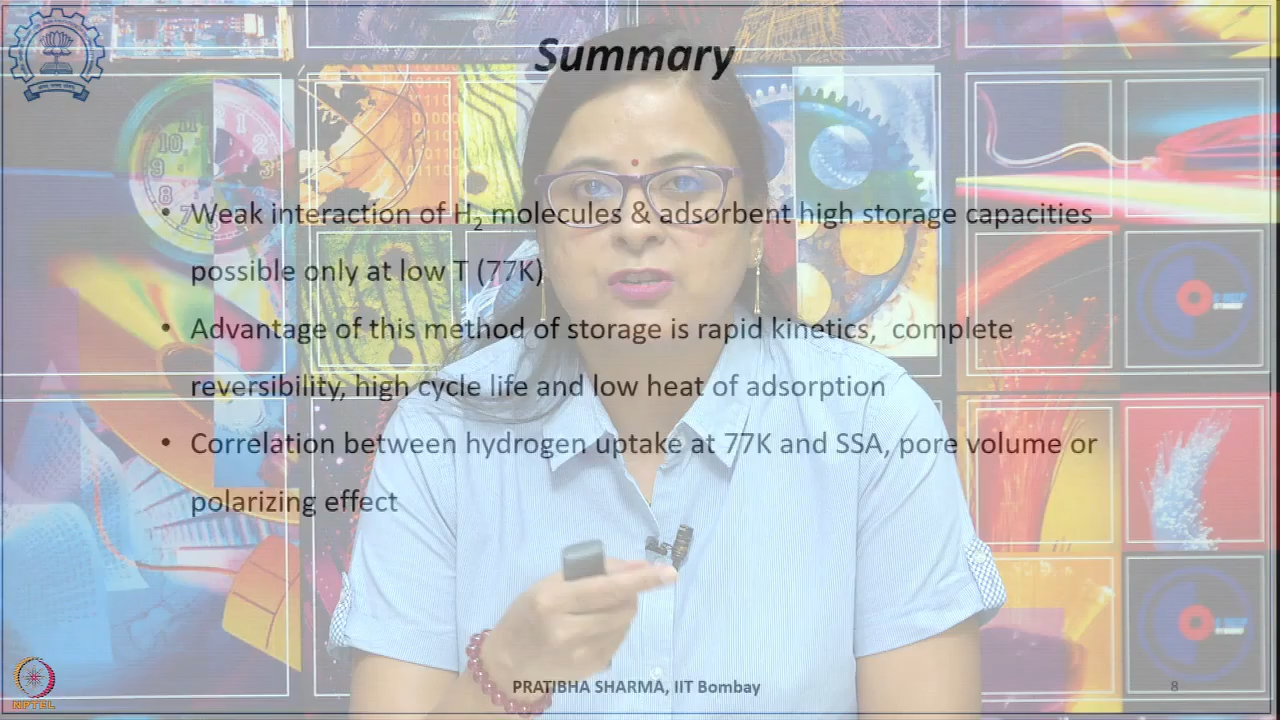 Summary
• Weak interaction of H₂ molecules & adsorbent high storage capacities
possible only at low T (77K)
• Advantage of this method of storage is rapid kinetics, complete
reversibility, high cycle life and low heat of adsorption
• Correlation between hydrogen uptake at 77K and SSA, pore volume or
polarizing effect
PRATIBHA SHARMA, IIT Bombay
8
NPTEL